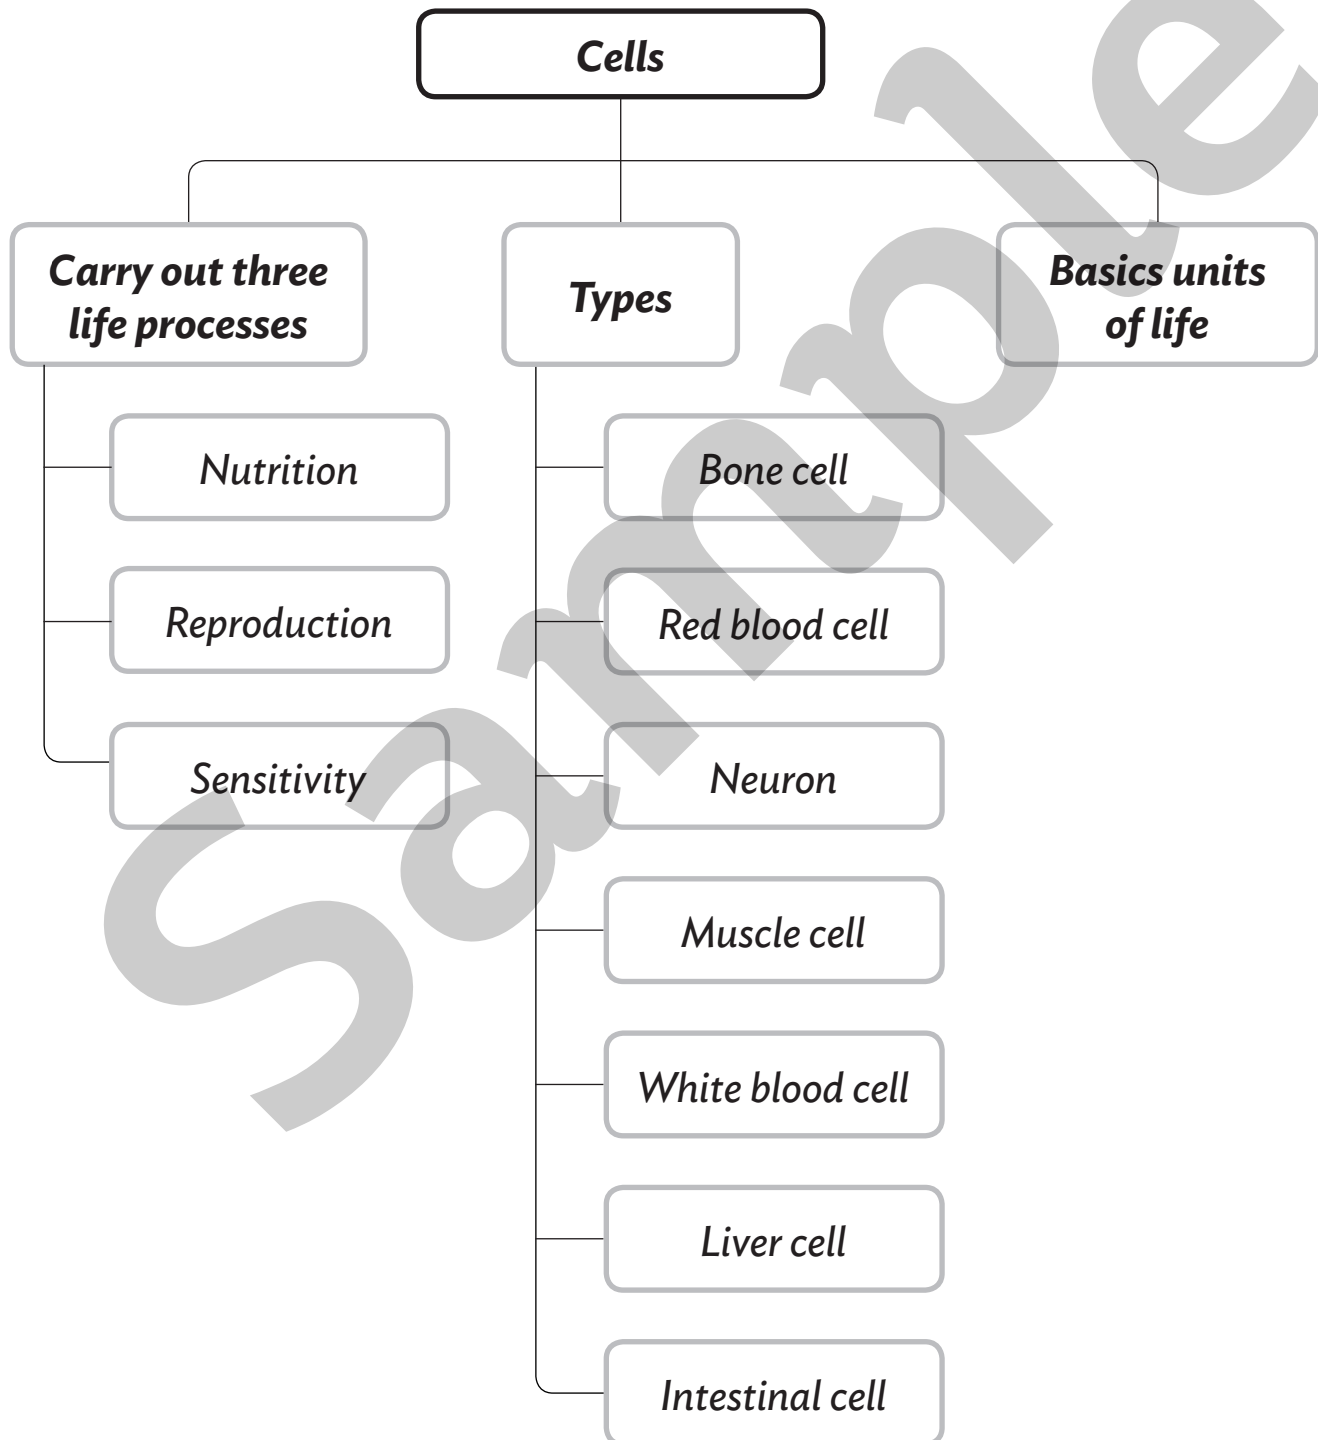 Cells
Carry out three
life processes
Types
Basics units
of life
Nutrition
Reproduction
Sensitivity
Bone cell
Red blood cell
Neuron
Muscle cell
White blood cell
Liver cell
Intestinal cell
Sample